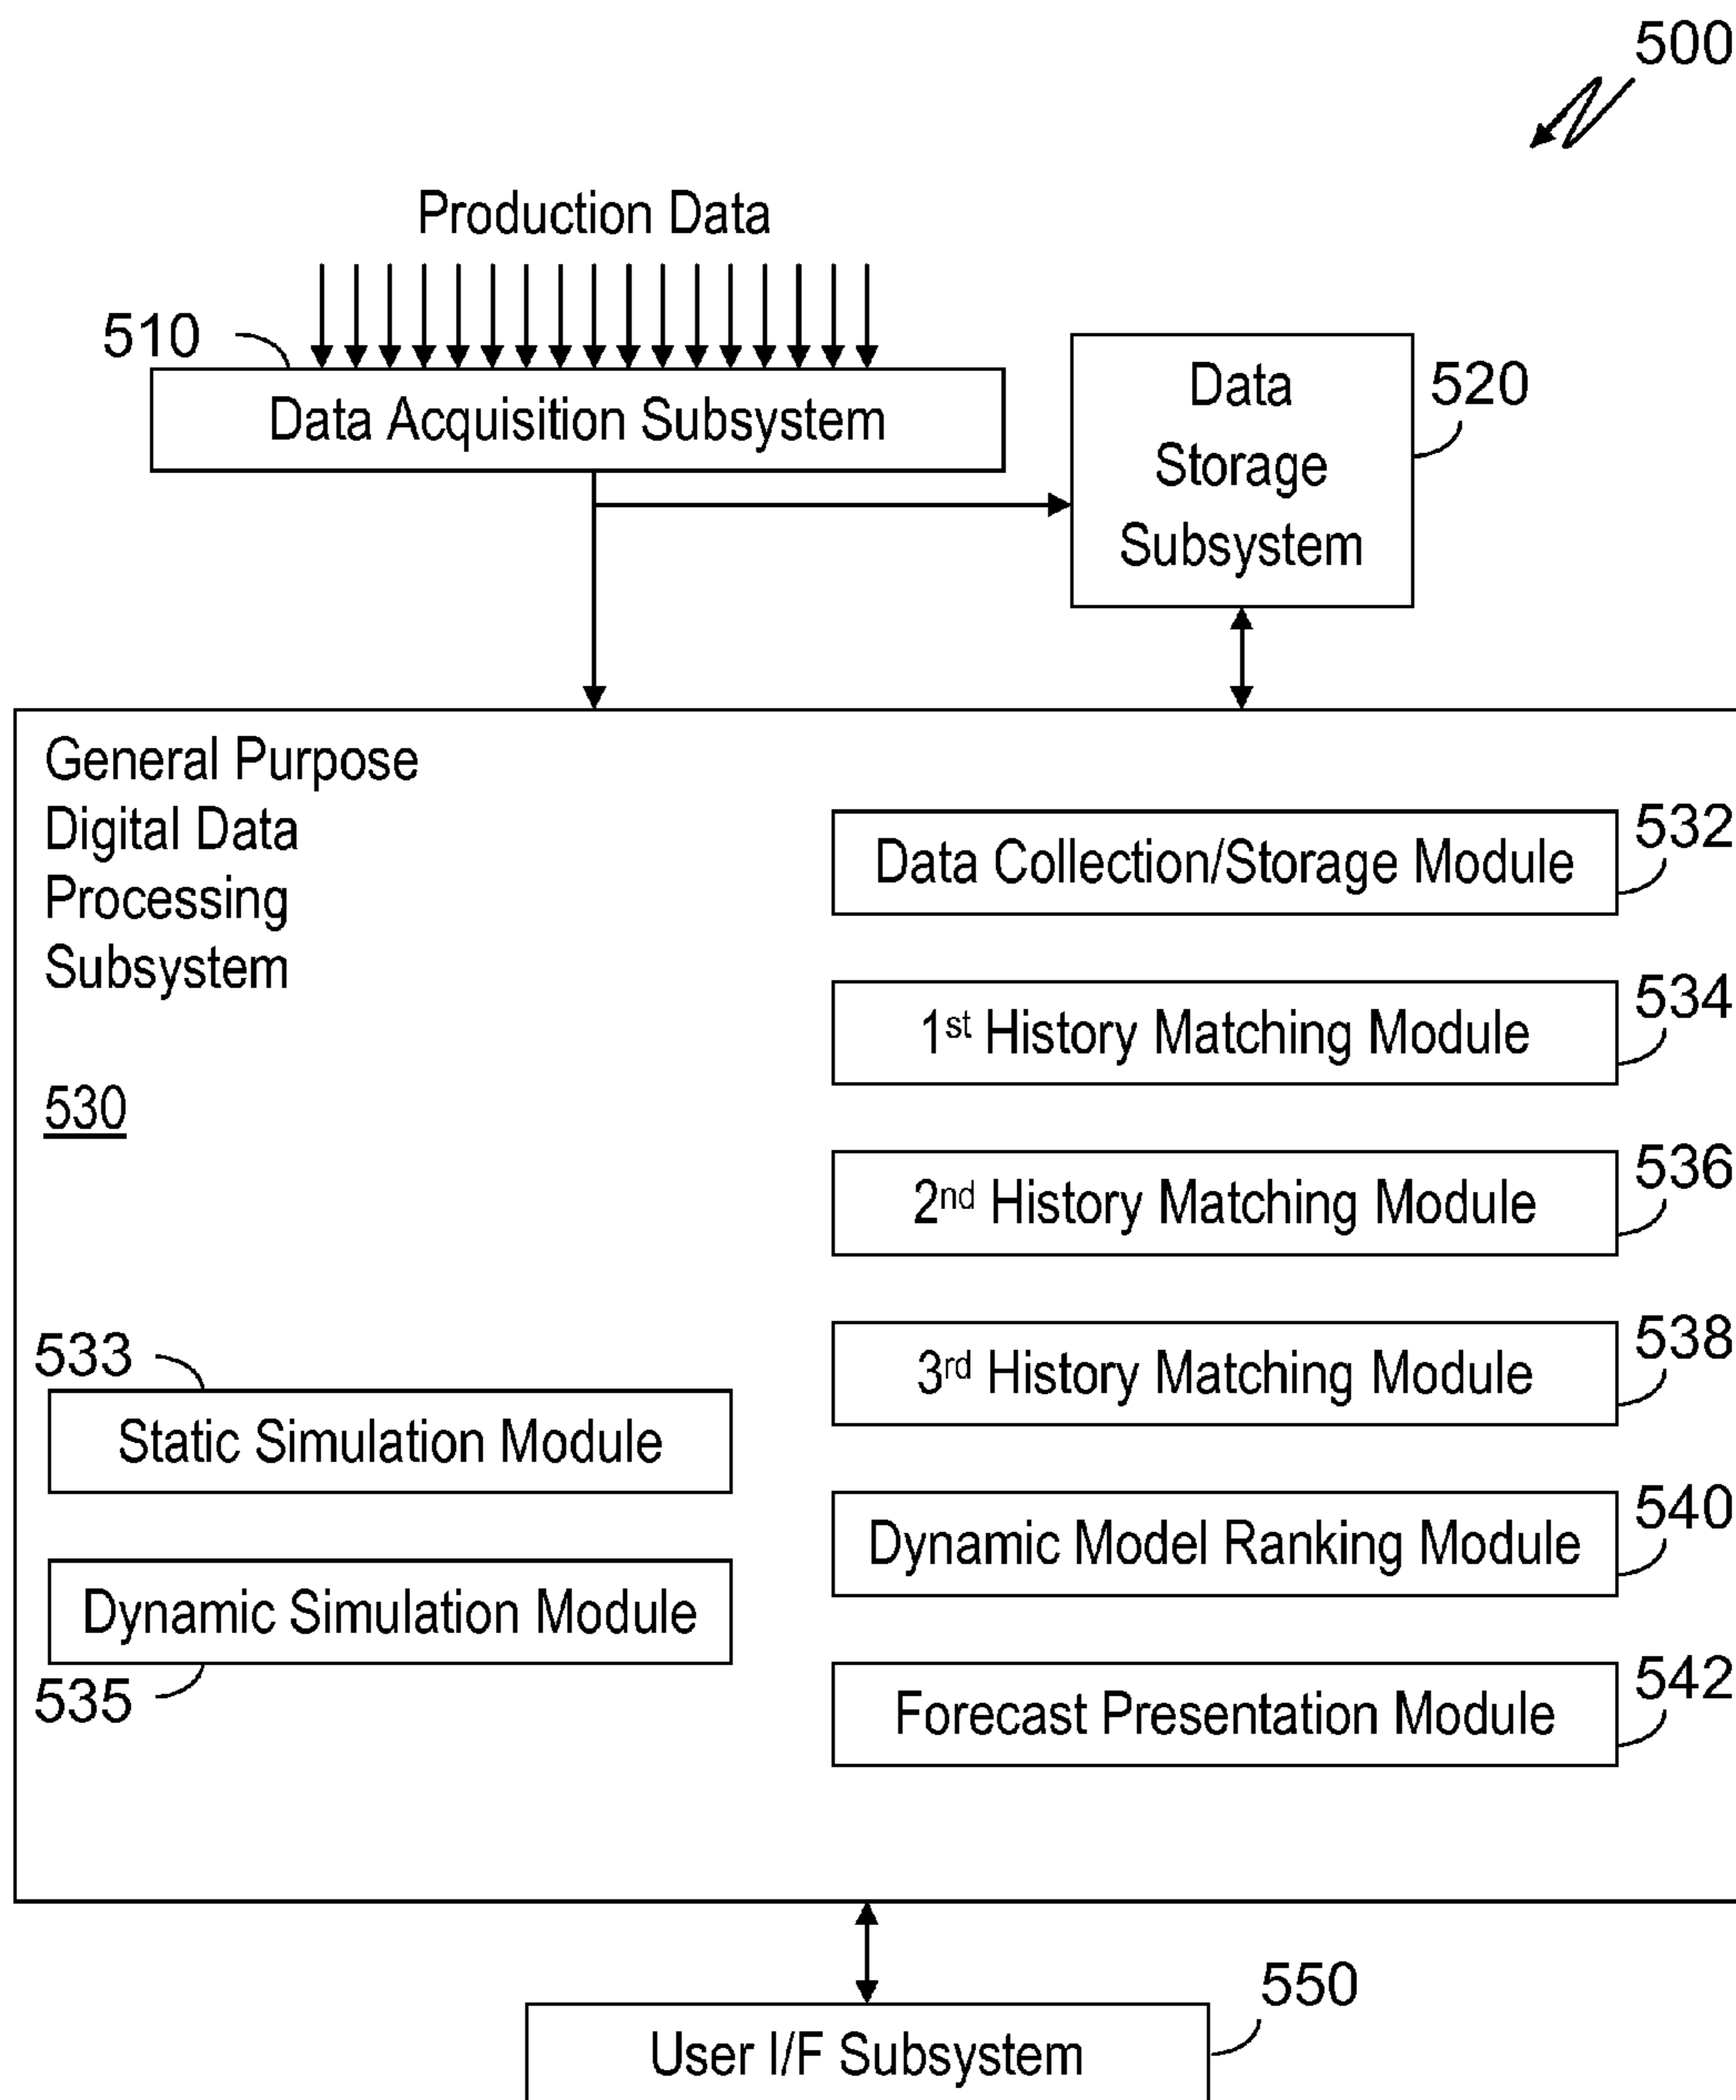 500
Production Data
510
Data Acquisition Subsystem
Data
Storage
Subsystem
520
General Purpose
Digital Data
Processing
Subsystem
530
Data Collection/Storage Module
532
1st History Matching Module
534
2nd History Matching Module
536
3rd History Matching Module
538
533
Static Simulation Module
Dynamic Model Ranking Module
540
Dynamic Simulation Module
535
Forecast Presentation Module
542
550
User I/F Subsystem